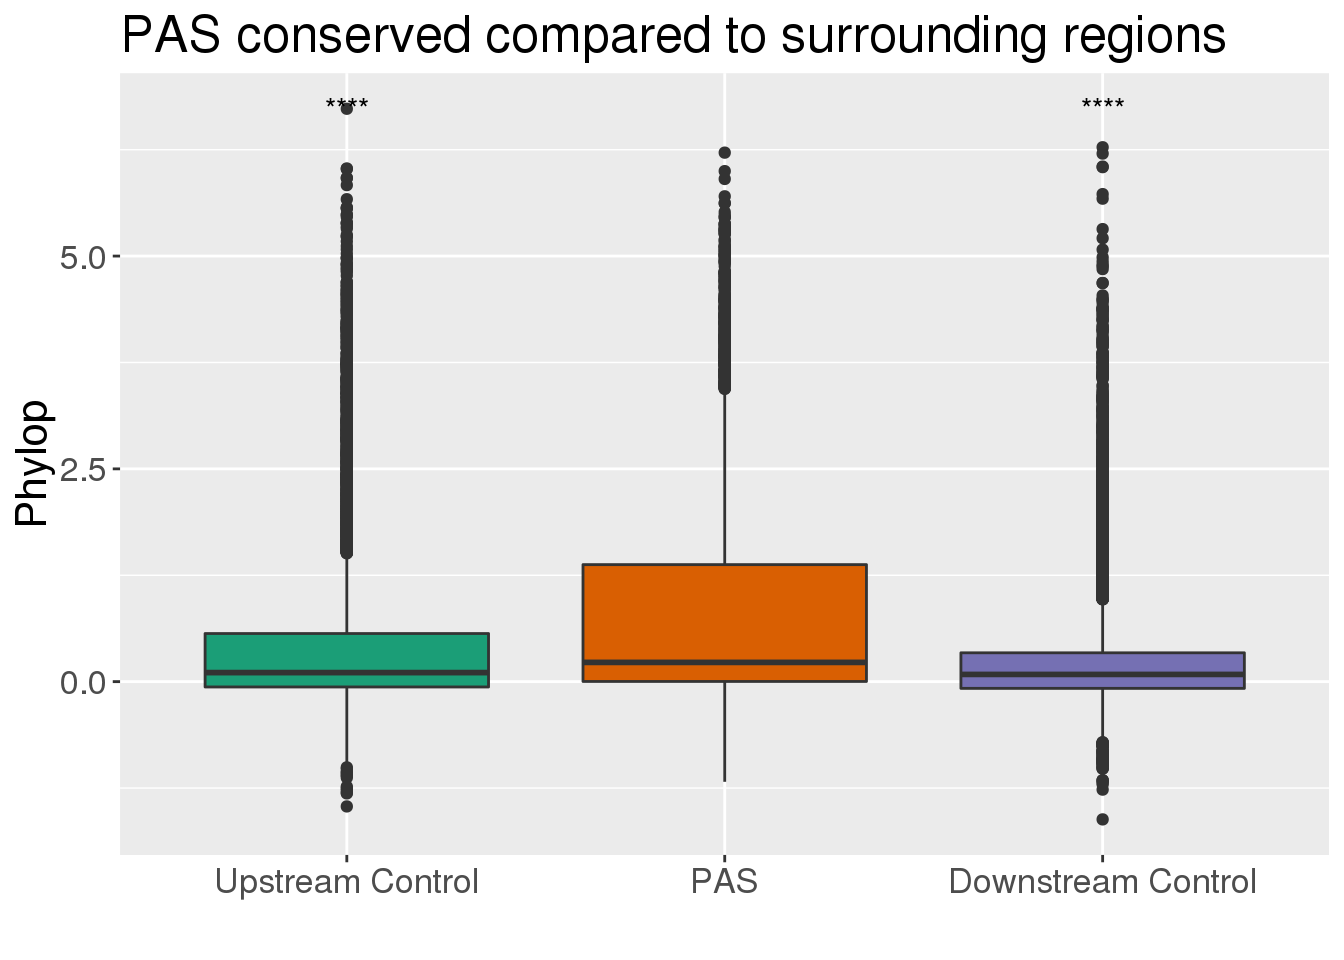 PAS conserved compared to surrounding regions
**** ****
5.0
2.5
0.0
Phylop
Upstream Control PAS Downstream Control